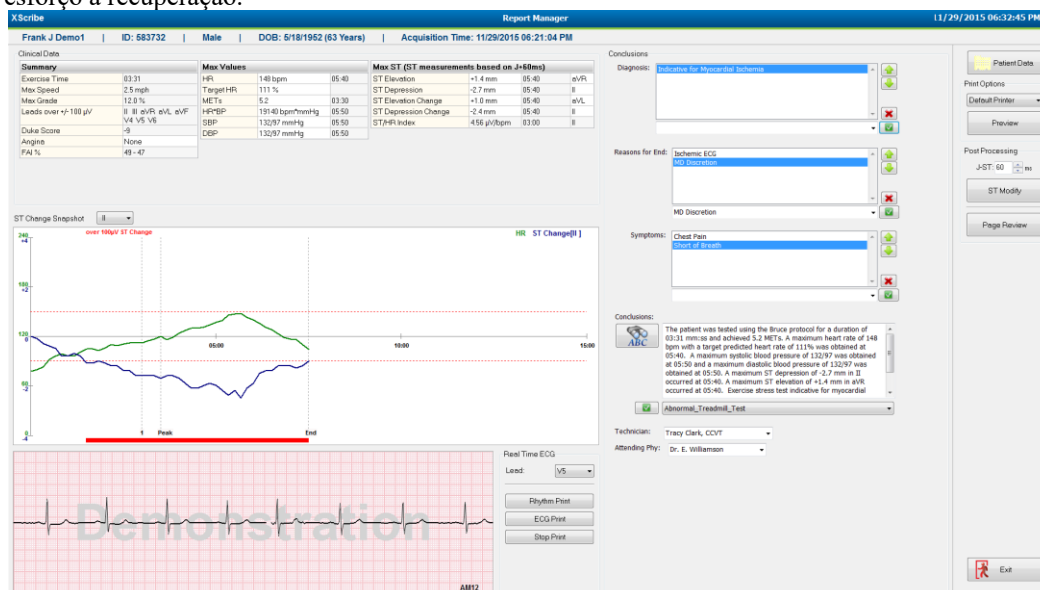 esforço à recuperação.
XScribe Report Manager 11/29/2015 06:32:45 PM
Frank J Demo1 | ID: 583732 | Male | DOB: 5/18/1952 (63 Years) | Acquisition Time: 11/29/2015 06:21:04 PM
Clinical Data
Summary
Exercise Time 03:31
Max Speed 2.5 mph
Max Grade 12.0 %
Leads over +/- 100 µV II III aVR aVL aVF
V4 V5 V6
Duke Score -9
Angina None
FAI % 49 - 47
Max Values
HR 148 bpm 05:40
Target HR 111 %
METs 5.2 03:30
HR*BP 19140 bpm*mmHg 05:50
SBP 132/97 mmHg 05:50
DBP 132/97 mmHg 05:50
Max ST (ST measurements based on J+60ms)
ST Elevation +1.4 mm 05:40 aVR
ST Depression -2.7 mm 05:40 II
ST Elevation Change +1.0 mm 05:40 aVL
ST Depression Change -2.4 mm 05:40 II
ST/HR Index 4.56 µV/bpm 03:00 II
ST Change Snapshot II
over 100µV ST Change
HR ST Change[II ]
240
+4
180
+2
120
0
60
-2
0
-4
05:00 10:00 15:00
1 Peak End
Demonstration
AM12
Real Time ECG
Lead: V5
Rhythm Print
ECG Print
Stop Print
Conclusions
Diagnosis: Indicative for Myocardial Ischemia
Reasons for End: Ischemic ECG
MD Discretion
MD Discretion
Symptoms: Chest Pain
Short of Breath
Conclusions:
ABC
The patient was tested using the Bruce protocol for a duration of
03:31 mm:ss and achieved 5.2 METs. A maximum heart rate of 148
bpm with a target predicted heart rate of 111% was obtained at
05:40. A maximum systolic blood pressure of 132/97 was obtained
at 05:50 and a maximum diastolic blood pressure of 132/97 was
obtained at 05:50. A maximum ST depression of -2.7 mm in II
occurred at 05:40. A maximum ST elevation of +1.4 mm in aVR
occurred at 05:40. Exercise stress test indicative for myocardial
Abnormal_Treadmill_Test
Technician: Tracy Clark, CCVT
Attending Phy: Dr. E. Williamson
Patient Data
Print Options
Default Printer
Preview
Post Processing
J-ST: 60 ms
ST Modify
Page Review
Exit